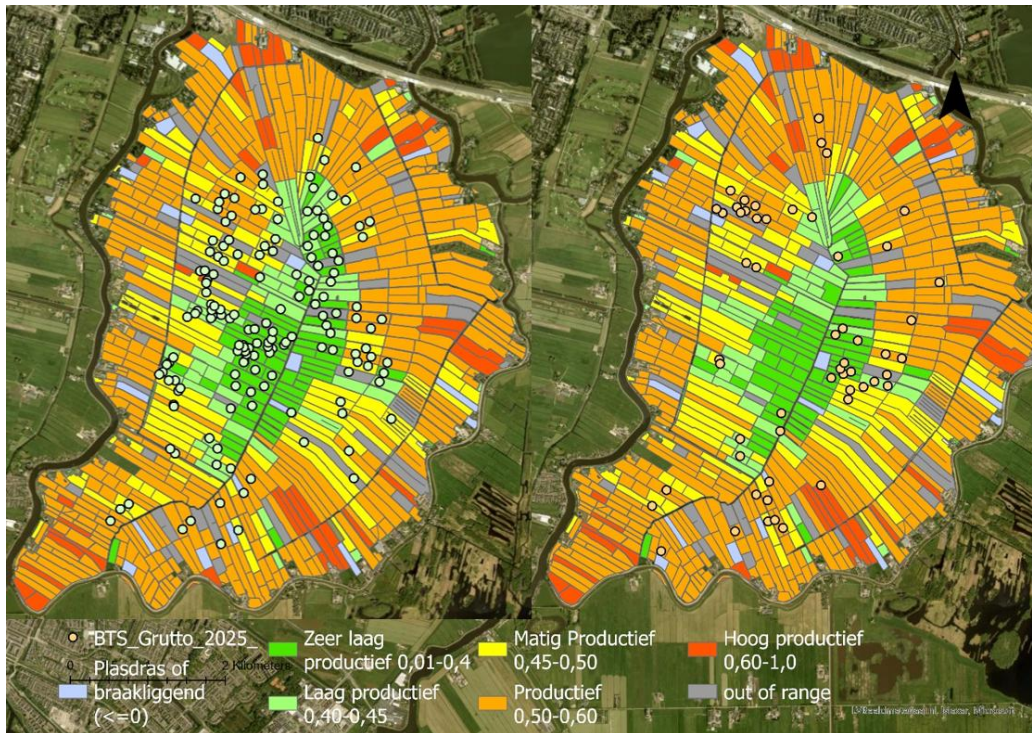 BTS_Grutto_2025_
Plasdras of
braakliggend
(<=0)
0 2 Kilometers
Zeer laag
productief 0,01-0,4
Laag productief
0,40-0,45
Matig Productief
0,45-0,50
Productief
0,50-0,60
Hoog productief
0,60-1,0
out of range
Maxar, Microsoft